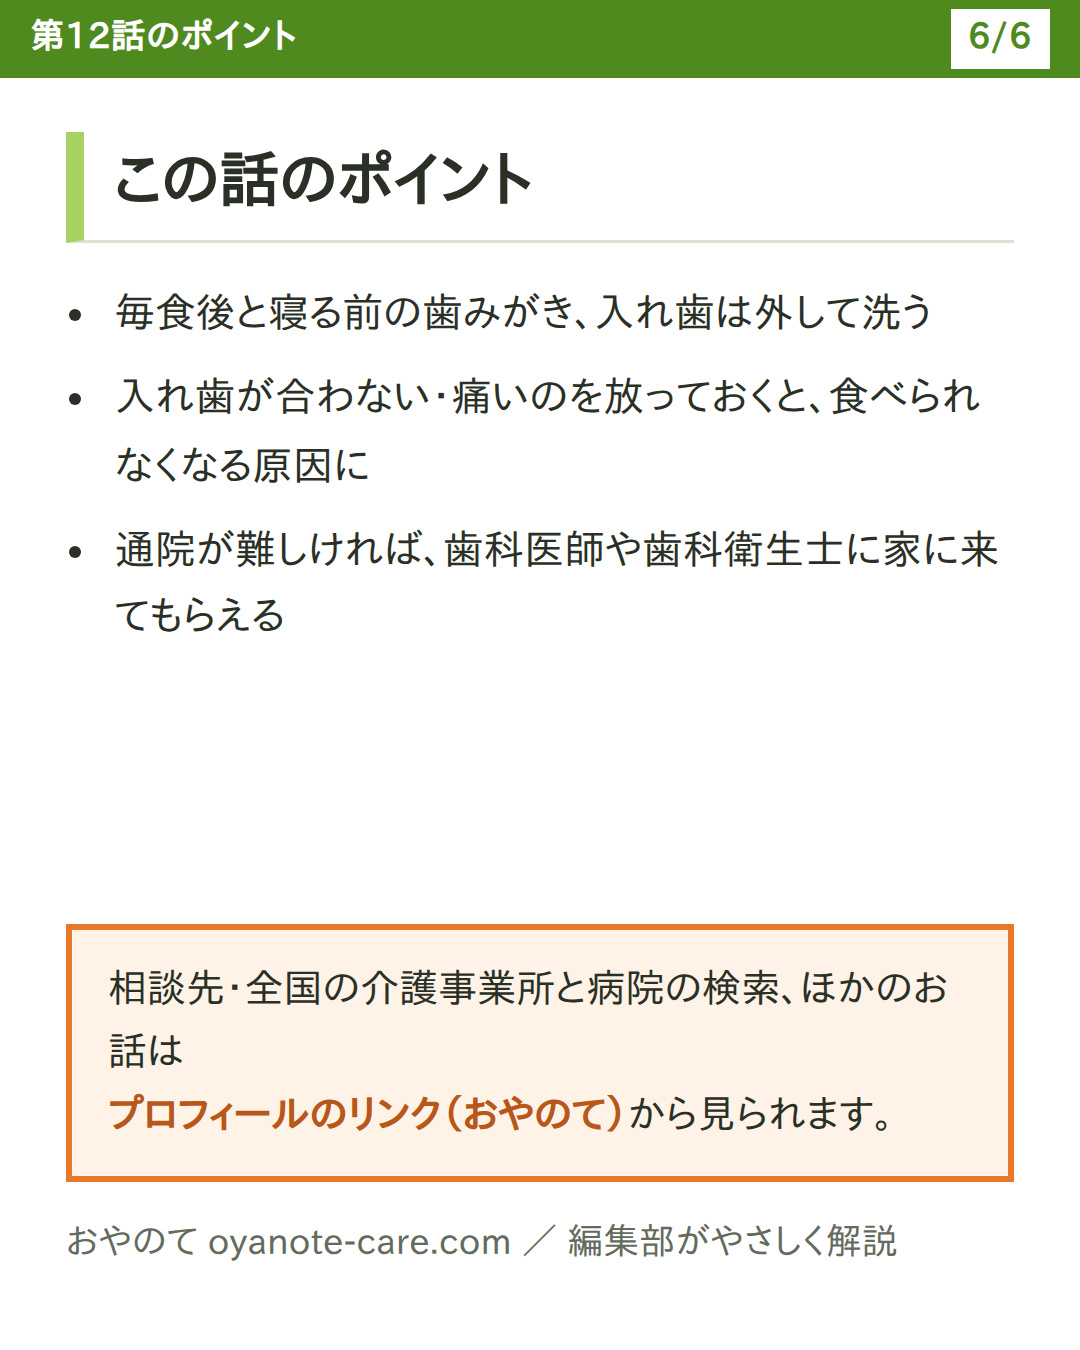 第12話のポイント
6/6
この話のポイント
• 毎食後と寝る前の歯みがき、入れ歯は外して洗う
• 入れ歯が合わない・痛いのを放っておくと、食べられ
なくなる原因に
• 通院が難しければ、歯科医師や歯科衛生士に家に来
てもらえる
相談先・全国の介護事業所と病院の検索、ほかのお
話は
プロフィールのリンク（おやのて）から見られます。
おやのて oyanote-care.com ／ 編集部がやさしく解説